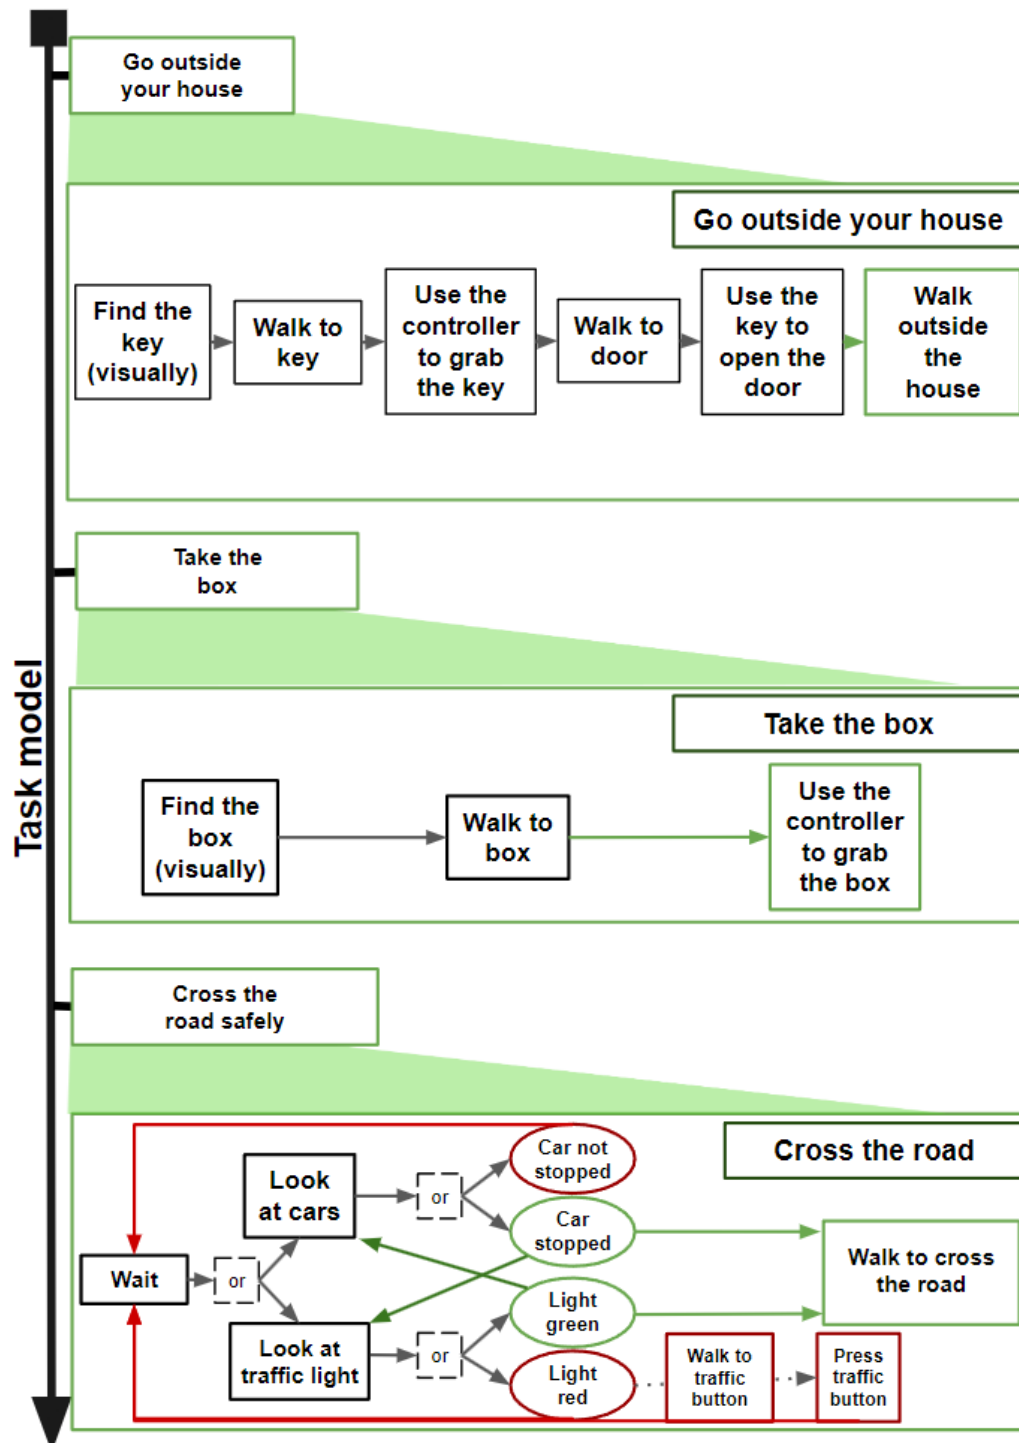 Go outside
your house
Go outside your house
Find the
key
(visually)
Walk to
key
Use the
controller
to grab
the key
Walk to
door
Use the
key to
open the
door
Walk
outside
the
house
Take the
box
Task model
Take the box
Find the
box
(visually)
Walk to
box
Use the
controller
to grab
the box
Cross the
road safely
Cross the road
Car not
stopped
Look
at cars
or
Car
stopped
Wait
or
Walk to cross
the road
Light
green
Look at
traffic light
or
Light
red
Walk to
traffic
button
Press
traffic
button